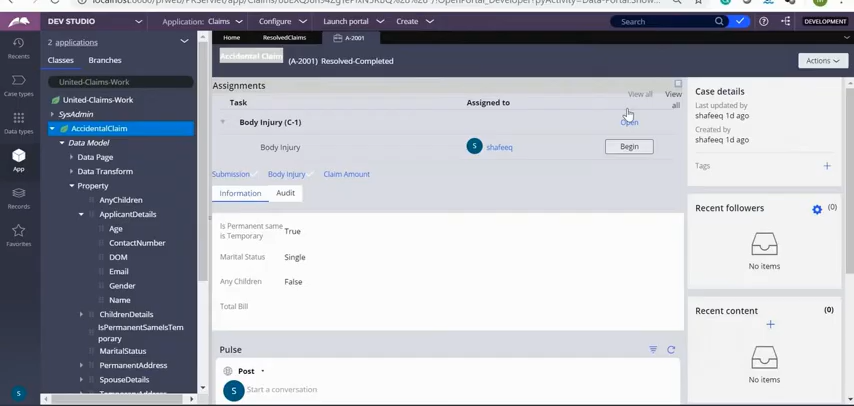 DEV STUDIO
Application: Claims
Configure
Launch portal
Create
Search
DEVELOPMENT
2 applications
Home
ResolvedClaims
A-2001
Recents
Classes
Branches
Accidental Claim
(A-2001) Resolved-Completed
Actions
United-Claims-Work
Assignments
Case types
United-Claims-Work
Task
Assigned to
View all
View all
Case details
SysAdmin
Last updated by
shafeeq 1d ago
Data types
AccidentalClaim
Body Injury (C-1)
Open
Created by
shafeeq 1d ago
Data Model
Body Injury
S
shafeeq
Begin
App
Data Page
Tags
Data Transform
Submission
Body Injury
Claim Amount
Property
Information
Audit
Records
AnyChildren
Recent followers
(0)
ApplicantDetails
Is Permanent same is Temporary
True
Favorites
Age
ContactNumber
Marital Status
Single
No items
DOM
Email
Any Children
False
Gender
Name
Total Bill
Recent content
(0)
ChildrenDetails
IsPermanentSameIsTemporary
MaritalStatus
Pulse
PermanentAddress
Post
No items
SpouseDetails
S
Start a conversation
S